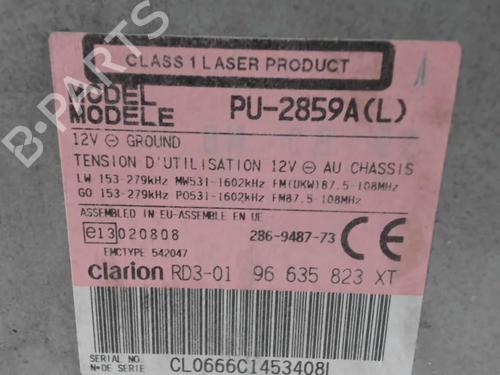 CLASS 1 LASER PRODUCT
MODEL
MODELE
PU-2859A(L)
12V ⊖ GROUND
TENSION D'UTILISATION 12V ⊖ AU CHASSIS
LW 153-279kHz MW531-1602kHz FM(UKW)87.5-108MHz
GO 153-279kHz PO531-1602kHz FM87.5-108MHz
ASSEMBLED IN EU-ASSEMBLE EN UE
e13 020808
286-9487-73 CE
EMCTYPE 542047
clarion RD3-01 96 635 823 XT
SERIAL NO.
N° DE SERIE
CL0666C1453408I
B-PARTS